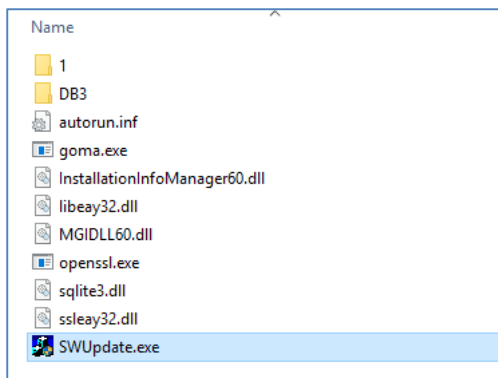 Name
1
DB3
autorun.inf
goma.exe
InstallationInfoManager60.dll
libeay32.dll
MGIDLL60.dll
openssl.exe
sqlite3.dll
ssleay32.dll
SWUpdate.exe